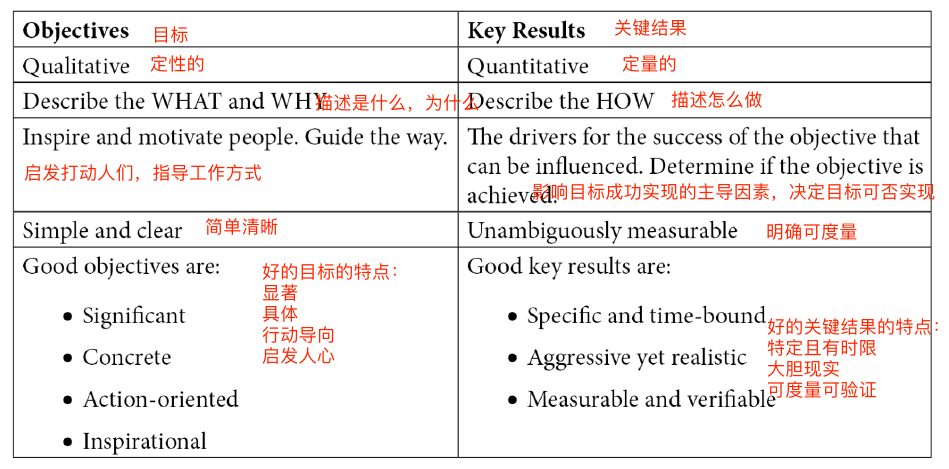 Objectives 目标
Key Results 关键结果
Qualitative 定性的
Quantitative 定量的
Describe the WHAT and WHY 描述是什么，为什么
Describe the HOW 描述怎么做
Inspire and motivate people. Guide the way.
启发打动人们，指导工作方式
The drivers for the success of the objective that
can be influenced. Determine if the objective is
achieved.
影响目标成功实现的主导因素，决定目标可否实现
Simple and clear 简单清晰
Unambiguously measurable 明确可度量
Good objectives are:
• Significant
• Concrete
• Action-oriented
• Inspirational
好的目标的特点：
显著
具体
行动导向
启发人心
Good key results are:
• Specific and time-bound
• Aggressive yet realistic
• Measurable and verifiable
好的关键结果的特点：
特定且有时限
大胆现实
可度量可验证